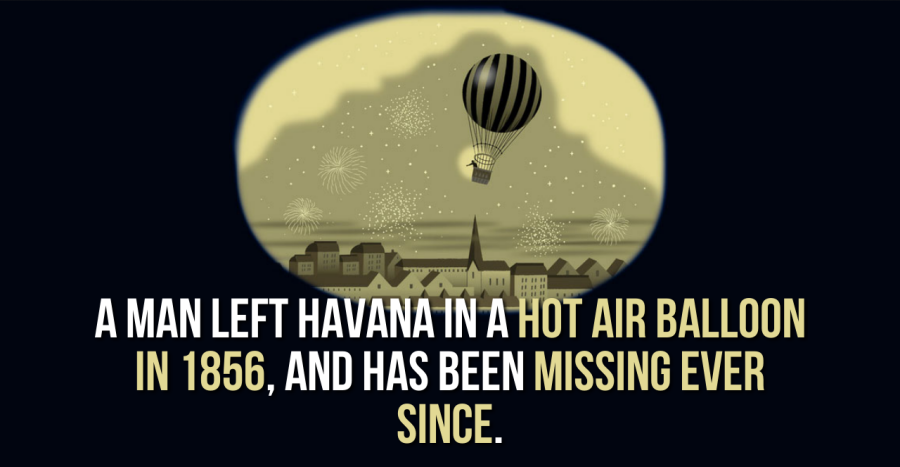 A MAN LEFT HAVANA IN A HOT AIR BALLOON
IN 1856, AND HAS BEEN MISSING EVER
SINCE.